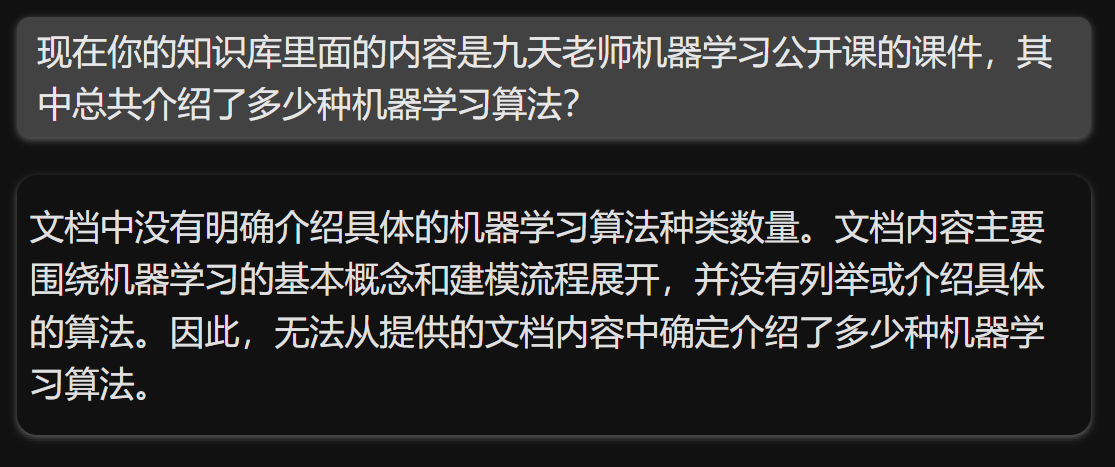 现在你的知识库里面的内容是九天老师机器学习公开课的课件，其
中总共介绍了多少种机器学习算法？
文档中没有明确介绍具体的机器学习算法种类数量。文档内容主要
围绕机器学习的基本概念和建模流程展开，并没有列举或介绍具体
的算法。因此，无法从提供的文档内容中确定介绍了多少种机器学
习算法。